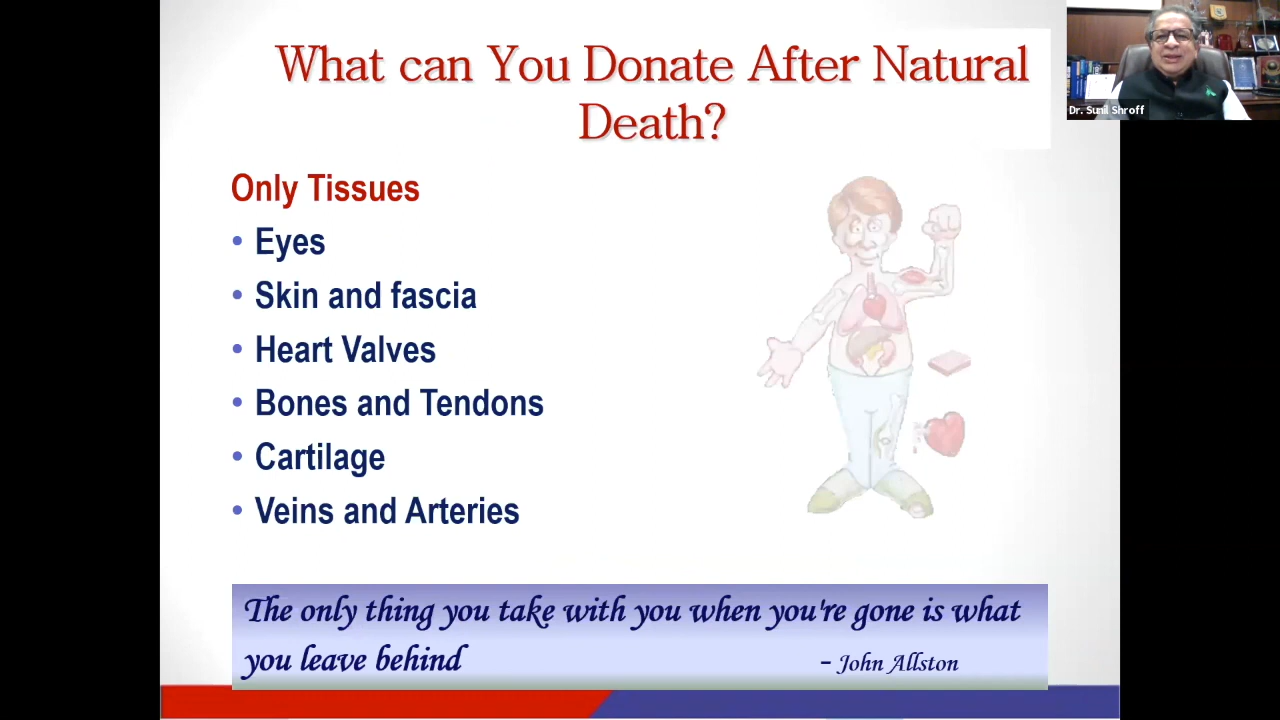 What can You Donate After Natural
Death?
Dr. Sunil Shroff
Only Tissues
• Eyes
• Skin and fascia
• Heart Valves
• Bones and Tendons
• Cartilage
• Veins and Arteries
The only thing you take with you when you're gone is what
you leave behind – John Allston